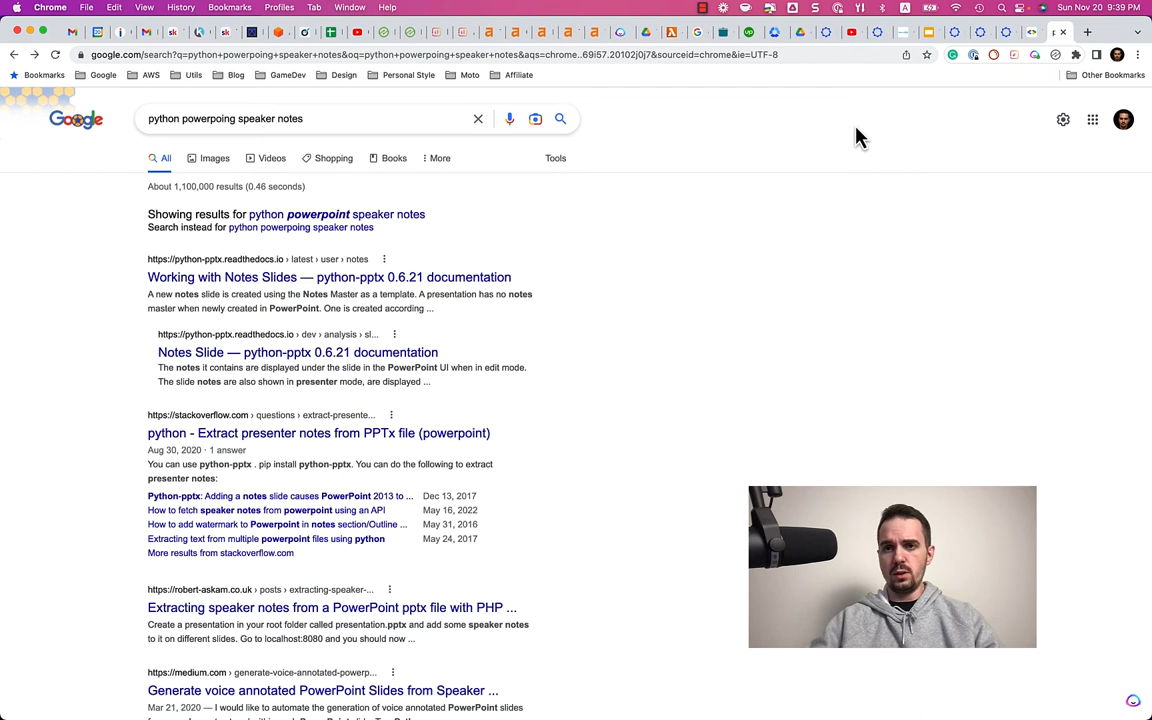 Chrome File Edit View History Bookmarks Profiles Tab Window Help Sun Nov 20 9:39 PM
google.com/search?q=python+powerpoing+speaker+notes&oq=python+powerpoing+speaker+notes&aqs=chrome..69i57.20102j0j7&sourceid=chrome&ie=UTF-8
Bookmarks Google AWS Utils Blog GameDev Design Personal Style Moto Affiliate Other Bookmarks
Google python powerpoing speaker notes
All Images Videos Shopping Books More Tools
About 1,100,000 results (0.46 seconds)
Showing results for python powerpoint speaker notes
Search instead for python powerpoing speaker notes
https://python-pptx.readthedocs.io › latest › user › notes
Working with Notes Slides — python-pptx 0.6.21 documentation
A new notes slide is created using the Notes Master as a template. A presentation has no notes
master when newly created in PowerPoint. One is created according ...
https://python-pptx.readthedocs.io › dev › analysis › sl...
Notes Slide — python-pptx 0.6.21 documentation
The notes it contains are displayed under the slide in the PowerPoint UI when in edit mode.
The slide notes are also shown in presenter mode, are displayed ...
https://stackoverflow.com › questions › extract-presente...
python - Extract presenter notes from PPTx file (powerpoint)
Aug 30, 2020 · 1 answer
You can use python-pptx . pip install python-pptx. You can do the following to extract
presenter notes:
Python-pptx: Adding a notes slide causes PowerPoint 2013 to ... Dec 13, 2017
How to fetch speaker notes from powerpoint using an API May 16, 2022
How to add watermark to Powerpoint in notes section/Outline ... May 31, 2016
Extracting text from multiple powerpoint files using python May 24, 2017
More results from stackoverflow.com
https://robert-askam.co.uk › posts › extracting-speaker-...
Extracting speaker notes from a PowerPoint pptx file with PHP ...
Create a presentation in your root folder called presentation.pptx and add some speaker notes
to it on different slides. Go to localhost:8080 and you should now ...
https://medium.com › generate-voice-annotated-powerp...
Generate voice annotated PowerPoint Slides from Speaker ...
Mar 21, 2020 — I would like to automate the generation of voice annotated PowerPoint slides